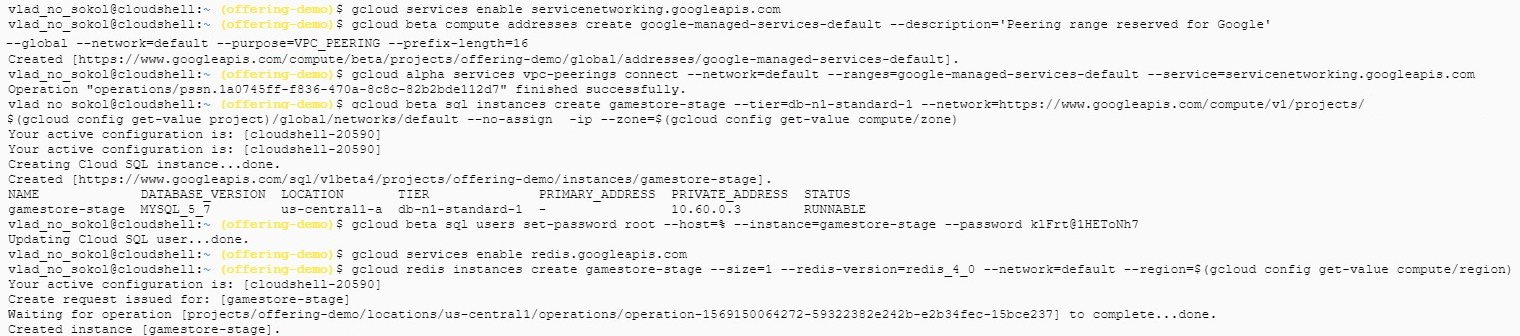 vlad_no_sokol@cloudshell:~ (offering-demo)$ gcloud services enable servicenetworking.googleapis.com
vlad_no_sokol@cloudshell:~ (offering-demo)$ gcloud beta compute addresses create google-managed-services-default --description='Peering range reserved for Google'
--global --network=default --purpose=VPC_PEERING --prefix-length=16
Created [https://www.googleapis.com/compute/beta/projects/offering-demo/global/addresses/google-managed-services-default].
vlad_no_sokol@cloudshell:~ (offering-demo)$ gcloud alpha services vpc-peerings connect --network=default --ranges=google-managed-services-default --service=servicenetworking.googleapis.com
Operation "operations/pssn.1a0745ff-f836-470a-8c8c-82b2bde112d7" finished successfully.
vlad no sokol@cloudshell:~ (offering-demo)$ gcloud beta sql instances create gamestore-stage --tier=db-n1-standard-1 --network=https://www.googleapis.com/compute/v1/projects/
$(gcloud config get-value project)/global/networks/default --no-assign  -ip --zone=$(gcloud config get-value compute/zone)
Your active configuration is: [cloudshell-20590]
Your active configuration is: [cloudshell-20590]
Creating Cloud SQL instance...done.
Created [https://www.googleapis.com/sql/v1beta4/projects/offering-demo/instances/gamestore-stage].
NAME DATABASE_VERSION LOCATION TIER PRIMARY_ADDRESS PRIVATE_ADDRESS STATUS
gamestore-stage MYSQL_5_7 us-central1-a db-n1-standard-1 - 10.60.0.3 RUNNABLE
vlad_no_sokol@cloudshell:~ (offering-demo)$ gcloud beta sql users set-password root --host=% --instance=gamestore-stage --password klFrt@1HEToNh7
Updating Cloud SQL user...done.
vlad_no_sokol@cloudshell:~ (offering-demo)$ gcloud services enable redis.googleapis.com
vlad_no_sokol@cloudshell:~ (offering-demo)$ gcloud redis instances create gamestore-stage --size=1 --redis-version=redis_4_0 --network=default --region=$(gcloud config get-value compute/region)
Your active configuration is: [cloudshell-20590]
Create request issued for: [gamestore-stage]
Waiting for operation [projects/offering-demo/locations/us-central1/operations/operation-1569150064272-59322382e242b-e2b34fec-15bce237] to complete...done.
Created instance [gamestore-stage].